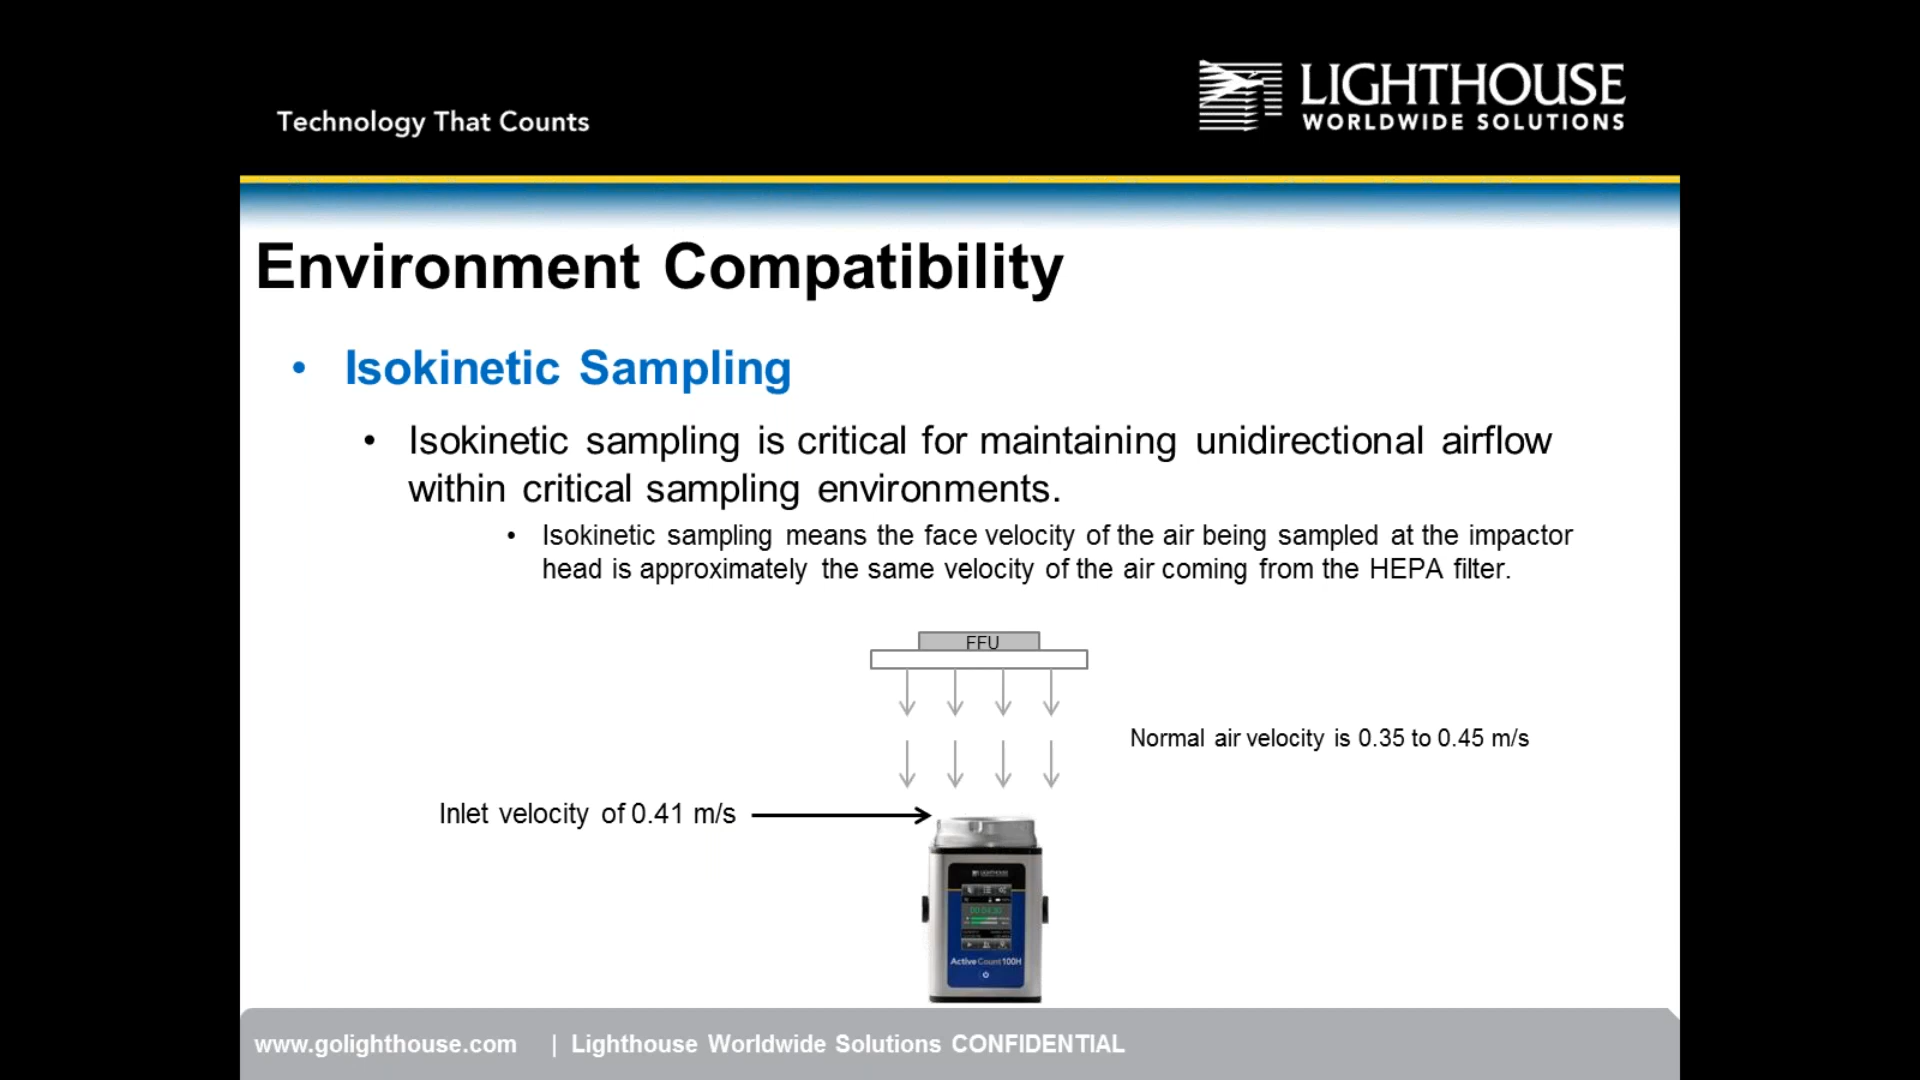 Technology That Counts
LIGHTHOUSE
WORLDWIDE SOLUTIONS
Environment Compatibility
• Isokinetic Sampling
• Isokinetic sampling is critical for maintaining unidirectional airflow
within critical sampling environments.
• Isokinetic sampling means the face velocity of the air being sampled at the impactor
head is approximately the same velocity of the air coming from the HEPA filter.
FFU
Normal air velocity is 0.35 to 0.45 m/s
Inlet velocity of 0.41 m/s
LIGHTHOUSE
ActiveCount100H
www.golighthouse.com | Lighthouse Worldwide Solutions CONFIDENTIAL